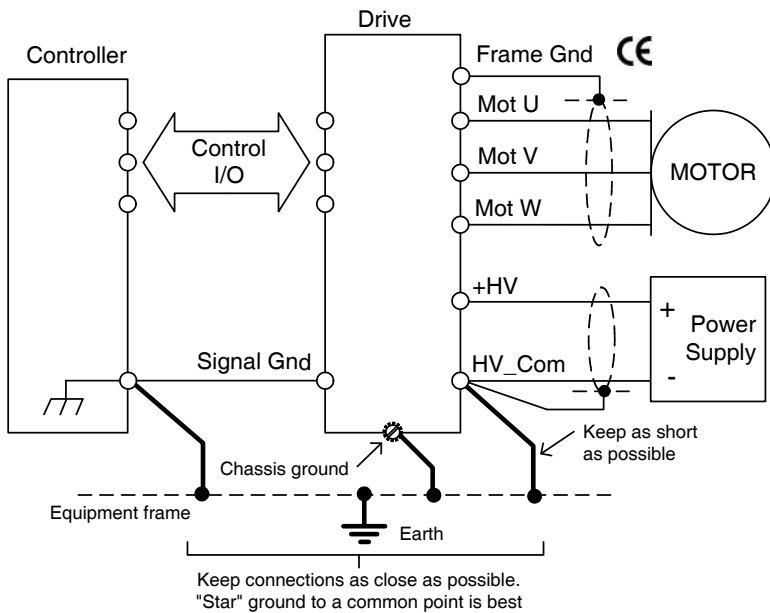 Drive
Controller
Frame Gnd
CE
Mot U
Control
I/O
Mot V
MOTOR
Mot W
+HV
+
Power
Supply
Signal Gnd
HV_Com
-
Keep as short
as possible
Chassis ground
Equipment frame
Earth
Keep connections as close as possible.
"Star" ground to a common point is best